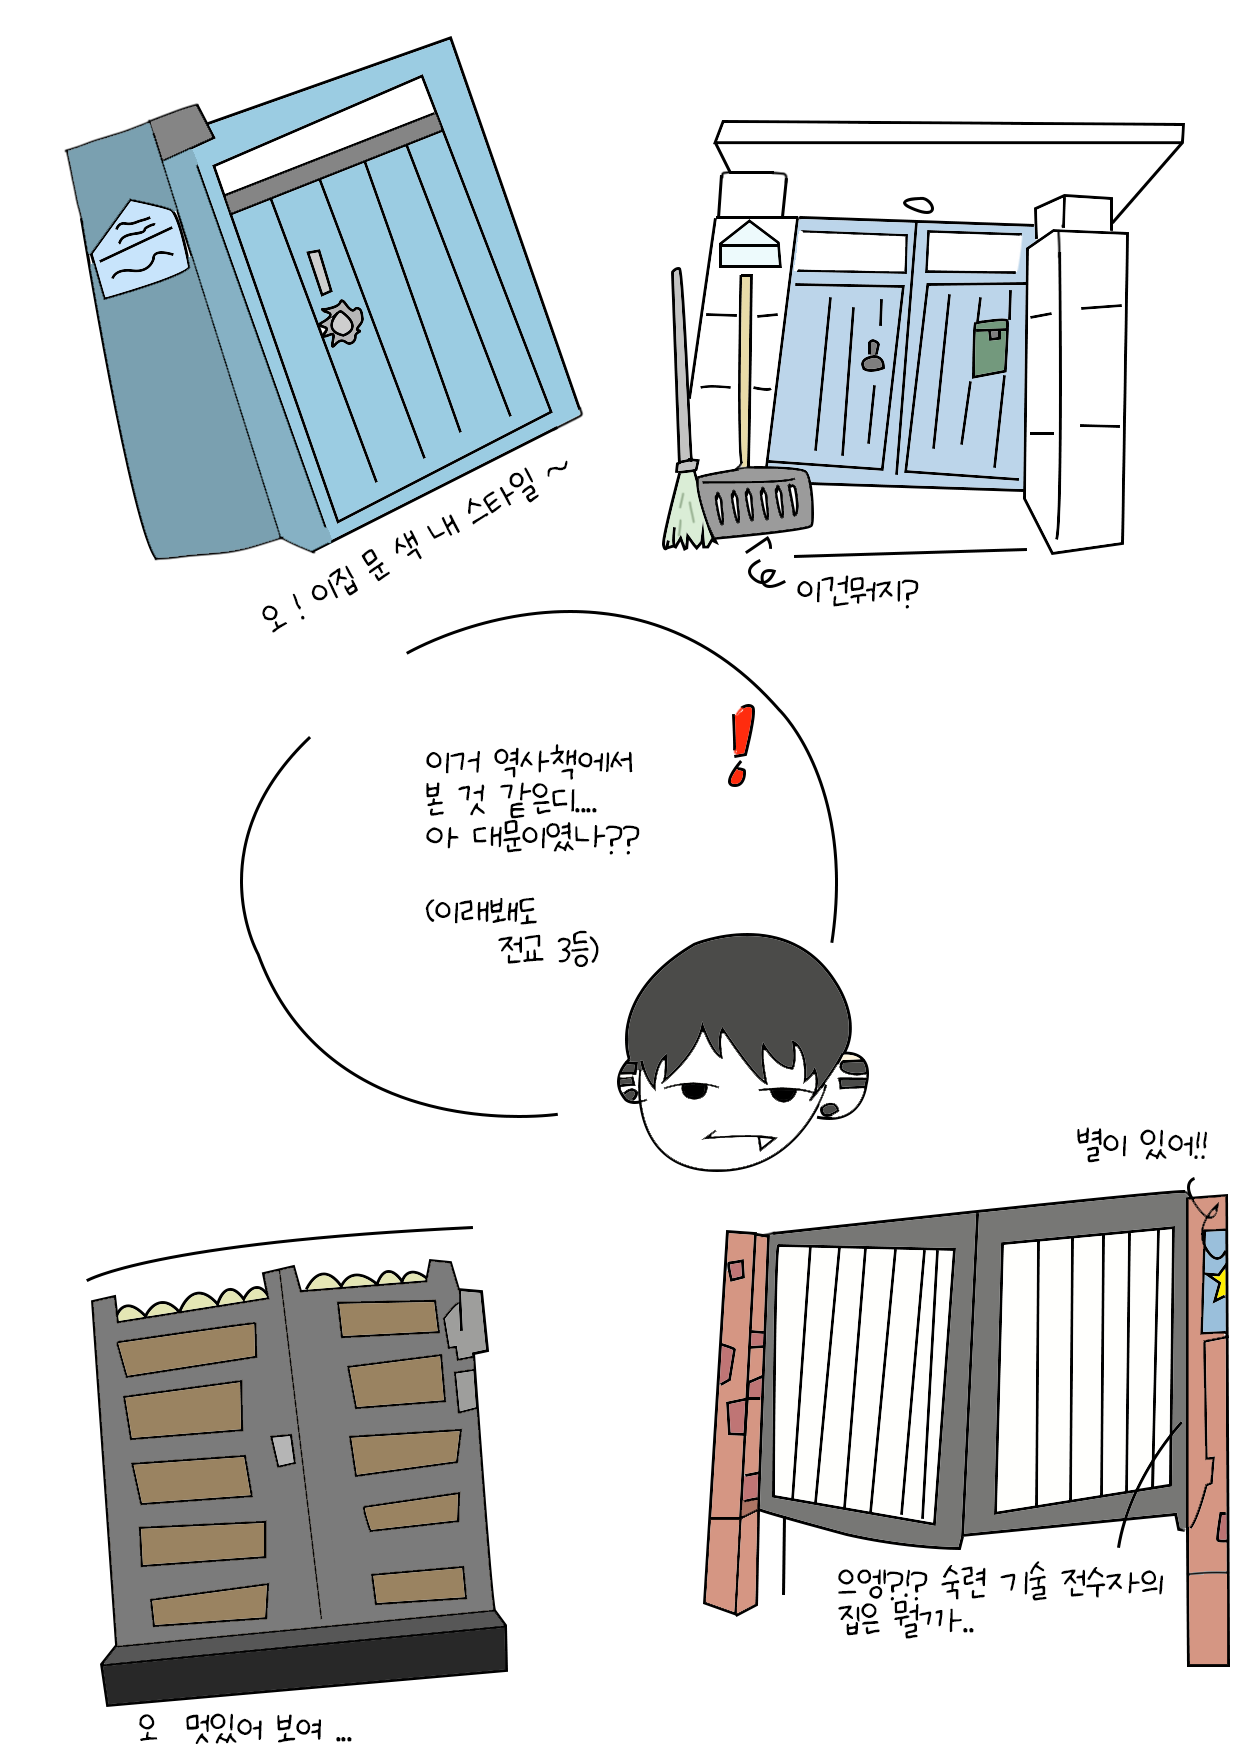 오! 이집 문 색 내 스타일 ~
이건뭐지?
이거 역사책에서
본 것 같은디....
아 대문이였나??
(이래봬도
전교 3등)
별이 있어!!
으엥?!? 숙련 기술 전수자의
집은 뭘까..
오 멋있어 보여 ...